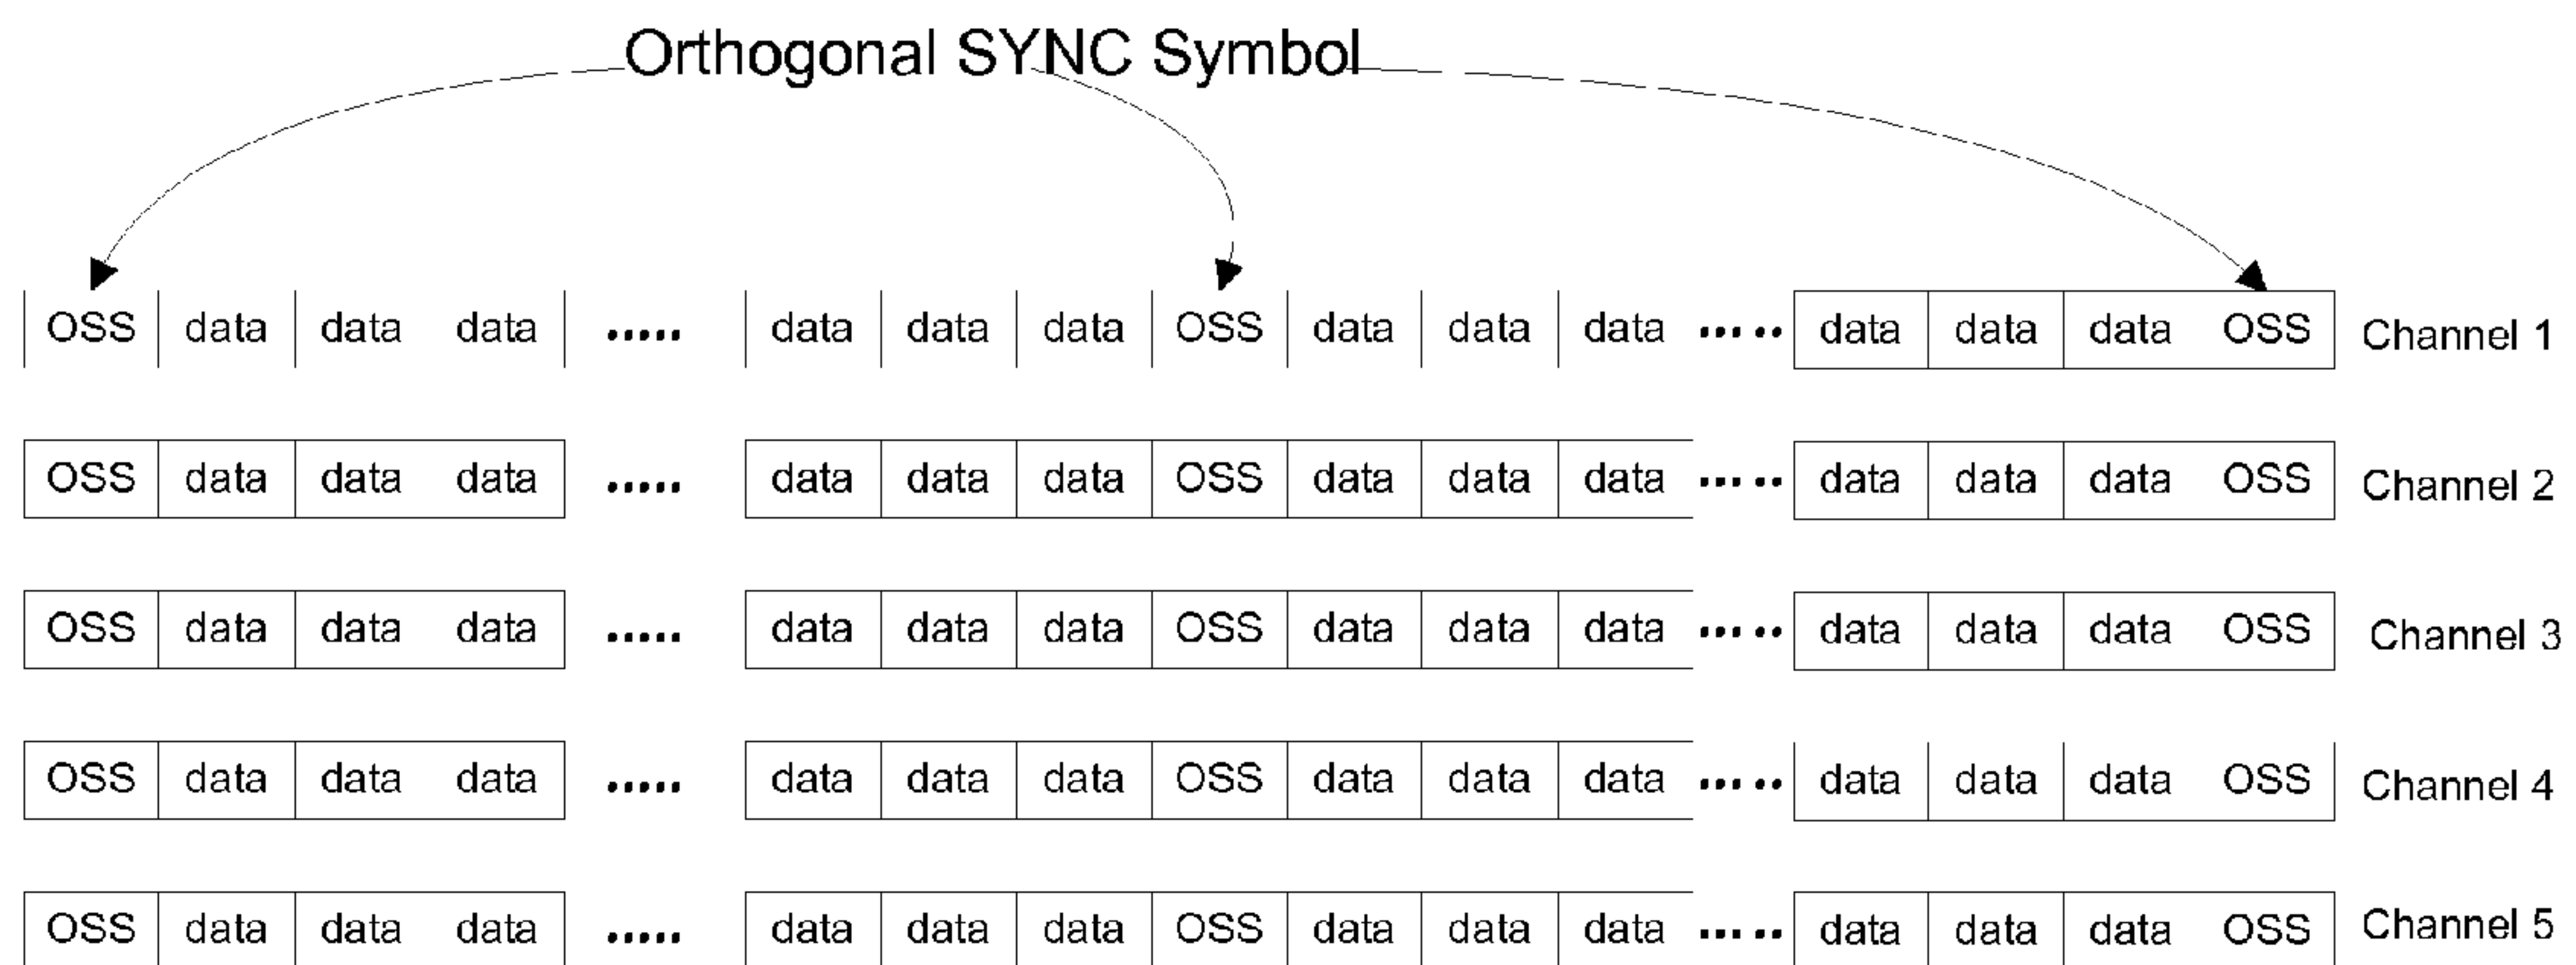 Orthogonal SYNC Symbol
OSS data data data ..... data data data OSS data data data ..... data data data OSS Channel 1
OSS data data data ..... data data data OSS data data data ..... data data data OSS Channel 2
OSS data data data ..... data data data OSS data data data ..... data data data OSS Channel 3
OSS data data data ..... data data data OSS data data data ..... data data data OSS Channel 4
OSS data data data ..... data data data OSS data data data ..... data data data OSS Channel 5